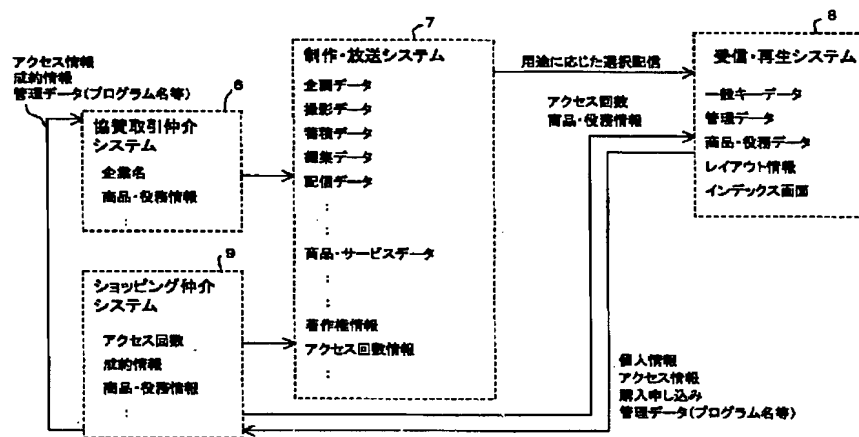 アクセス情報
成約情報
管理データ(プログラム名等)
6
協賛取引仲介
システム
企業名
商品・役務情報
:
7
制作・放送システム
企画データ
撮影データ
蓄積データ
編集データ
配信データ
:
:
商品・サービスデータ
:
:
著作権情報
アクセス回数情報
:
用途に応じた選択配信
アクセス回数
商品・役務情報
8
受信・再生システム
一般キーデータ
管理データ
商品・役務データ
レイアウト情報
インデックス画面
9
ショッピング仲介
システム
アクセス回数
成約情報
商品・役務情報
:
個人情報
アクセス情報
購入申し込み
管理データ(プログラム名等)